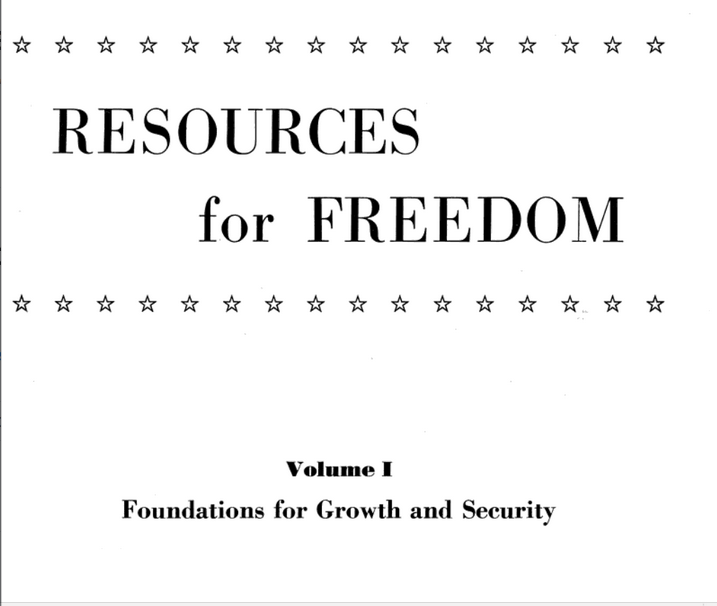 RESOURCES
for FREEDOM
Volume I
Foundations for Growth and Security